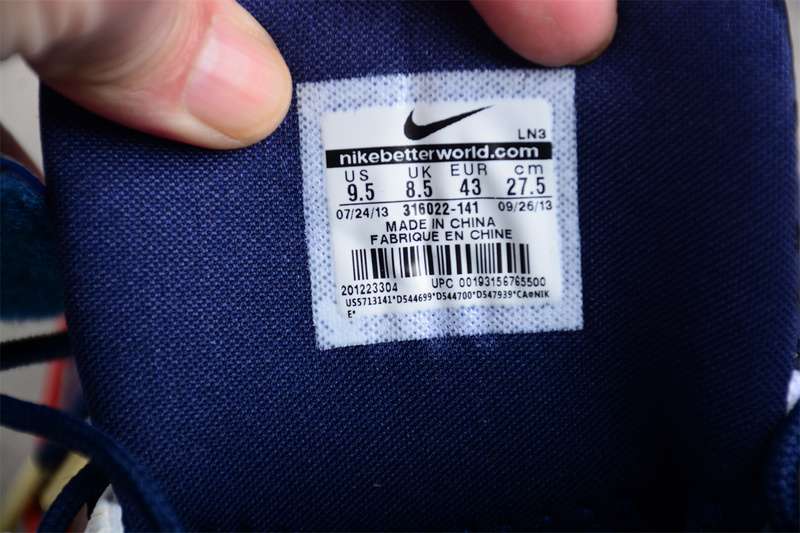 LN3
nikebetterworld.com
US UK EUR cm
9.5 8.5 43 27.5
07/24/13 316022-141 09/26/13
MADE IN CHINA
FABRIQUE EN CHINE
201223304 UPC 00193156765500
US5713141*D544699*D544700*D547939*CA@NIK
E*